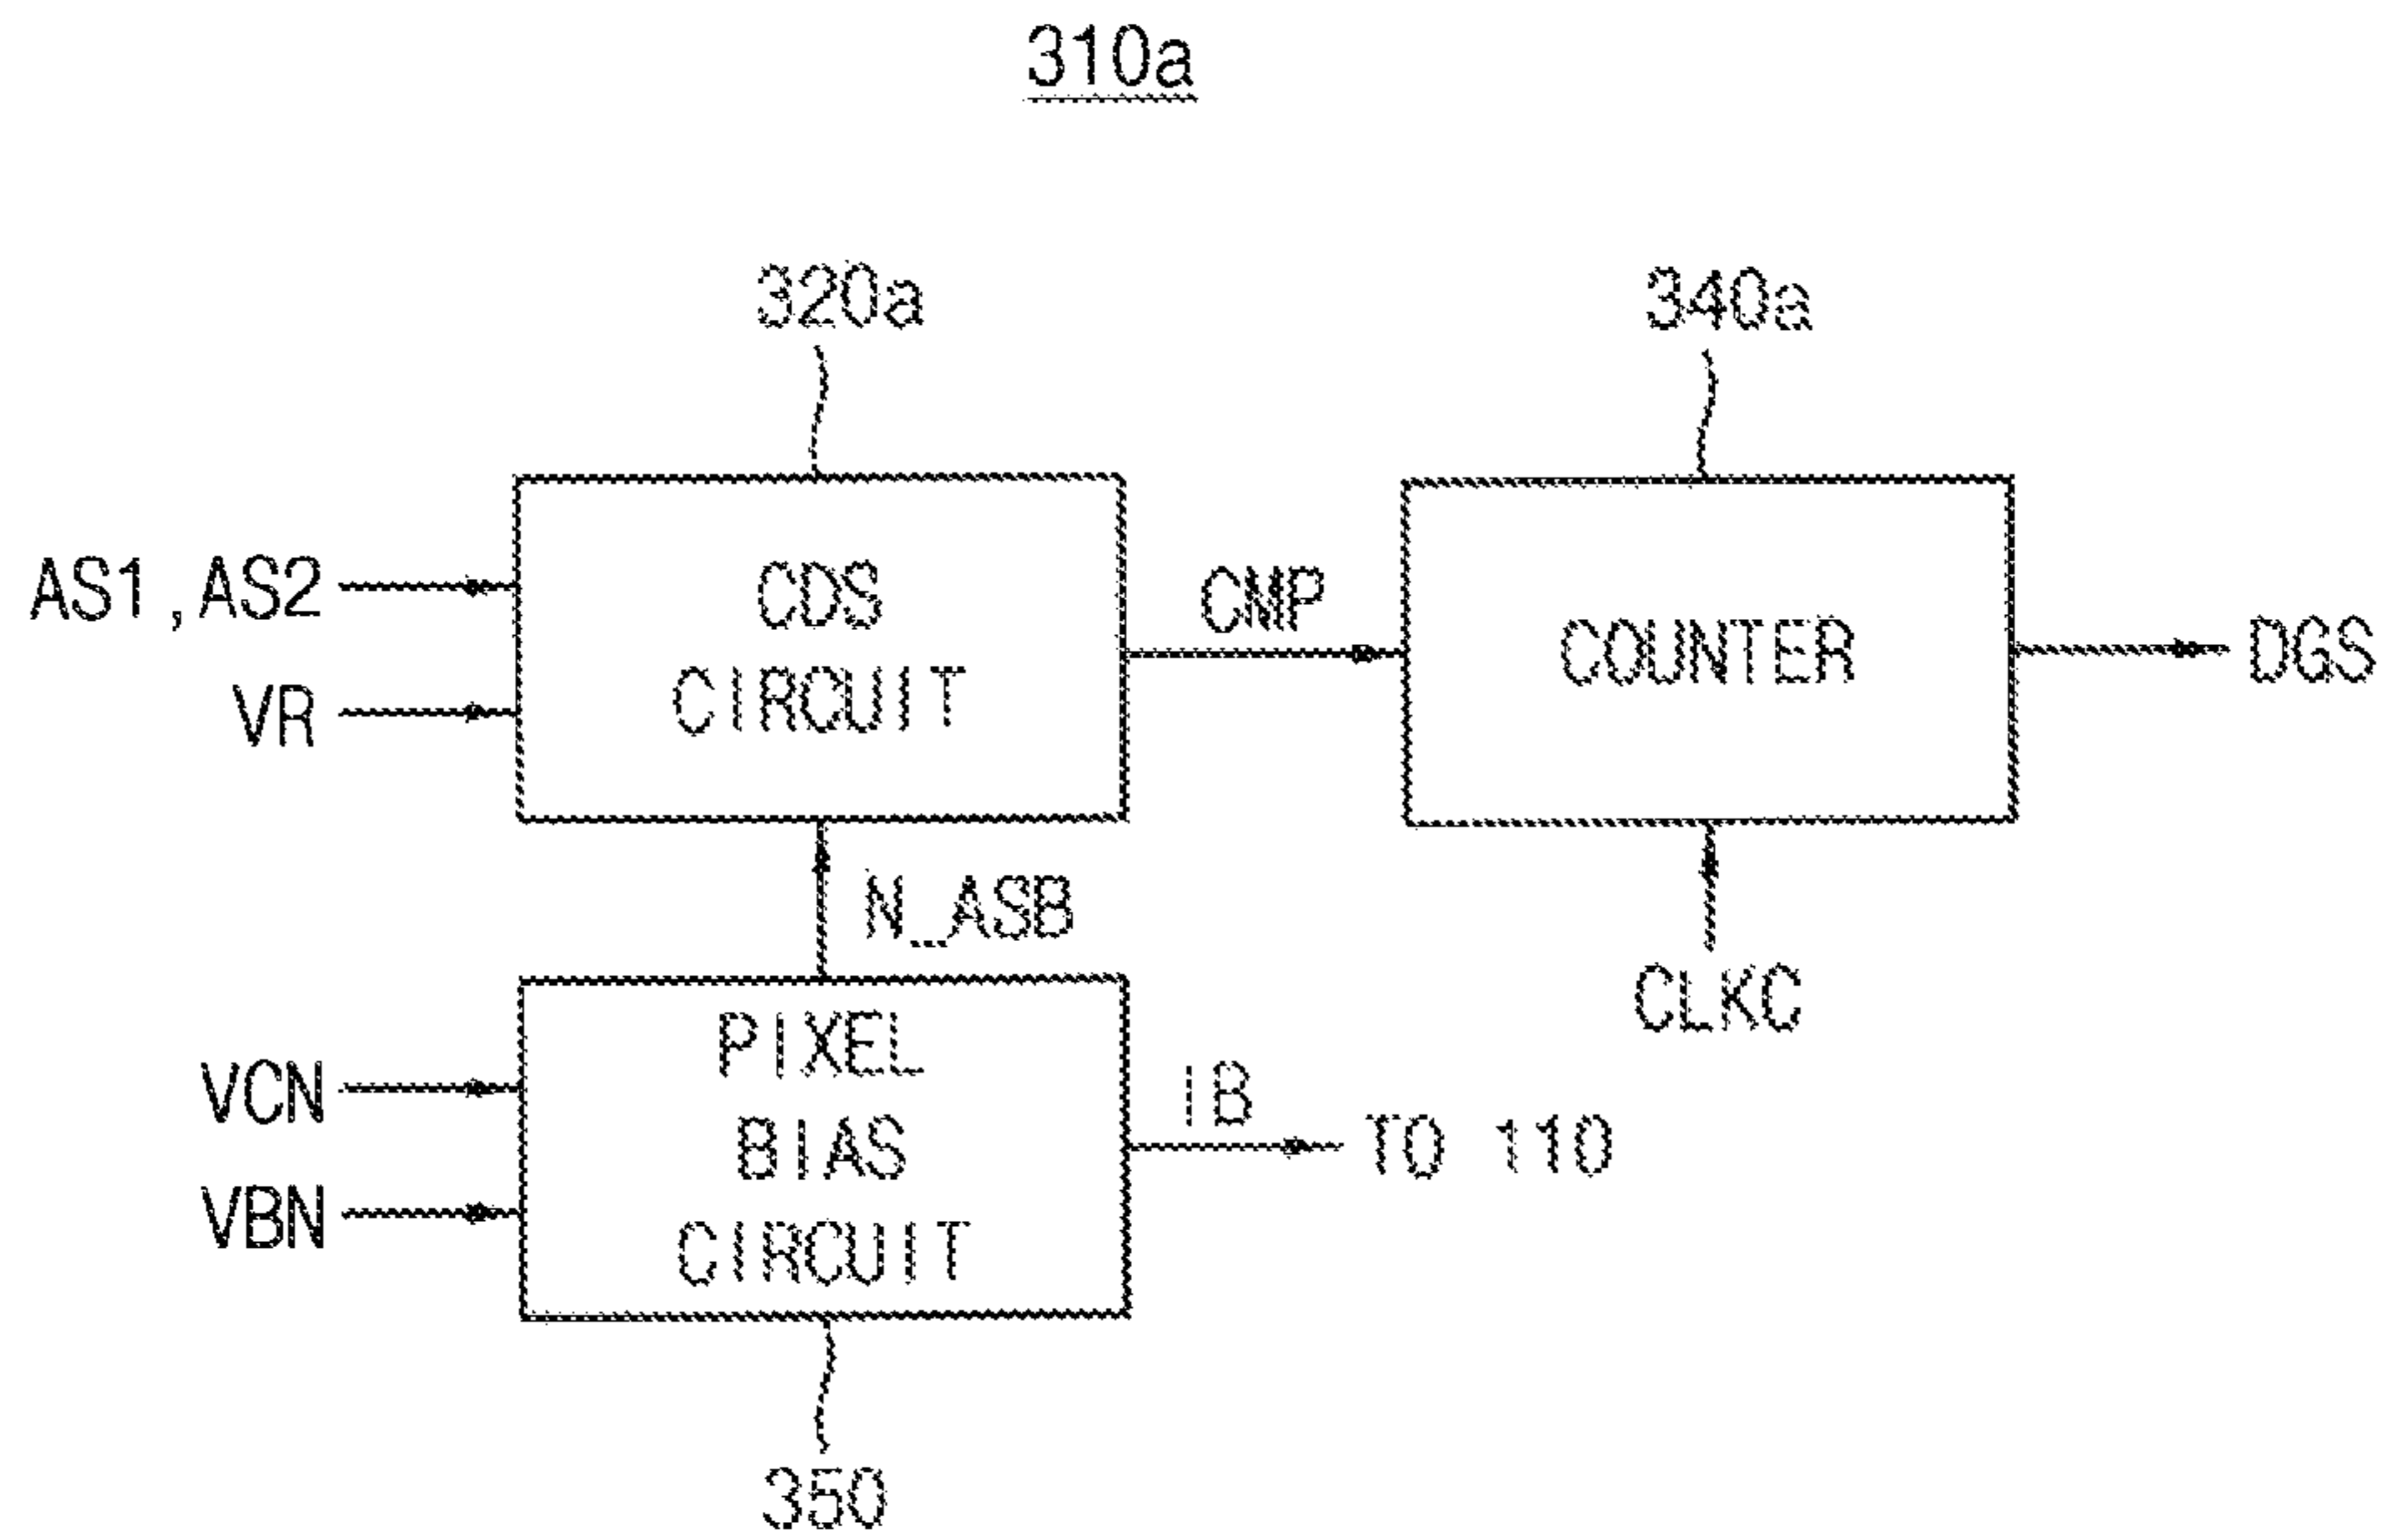 310a
320a
340a
AS1,AS2
VR
CDS
CIRCUIT
CMP
COUNTER
DGS
N_ASB
CLKC
VCN
VBN
PIXEL
BIAS
CIRCUIT
IB
TO 110
350